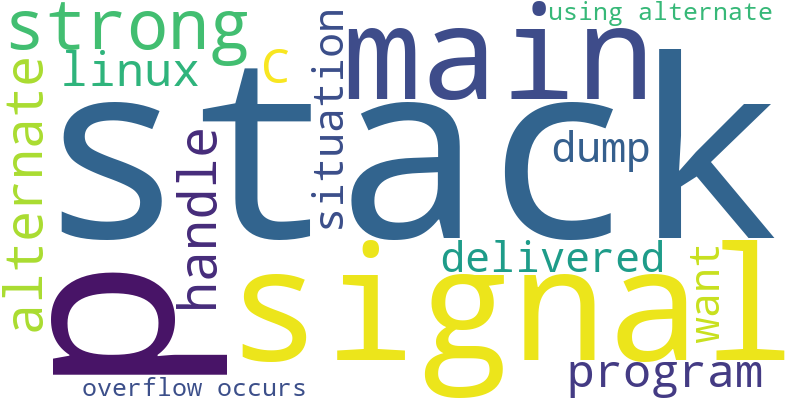 strong
using alternate
main
linux
c
situation
alternate
stack
handle
dump
p
signal
delivered
want
program
overflow occurs